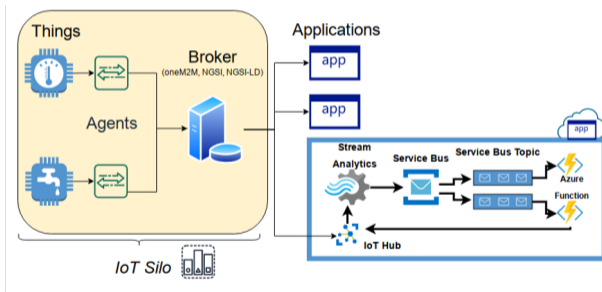 Things
Applications
Broker
(oneM2M, NGSI, NGSI-LD)
app
app
app
Agents
Stream
Analytics
Service Bus
Service Bus Topic
Azure
Function
IoT Hub
IoT Silo